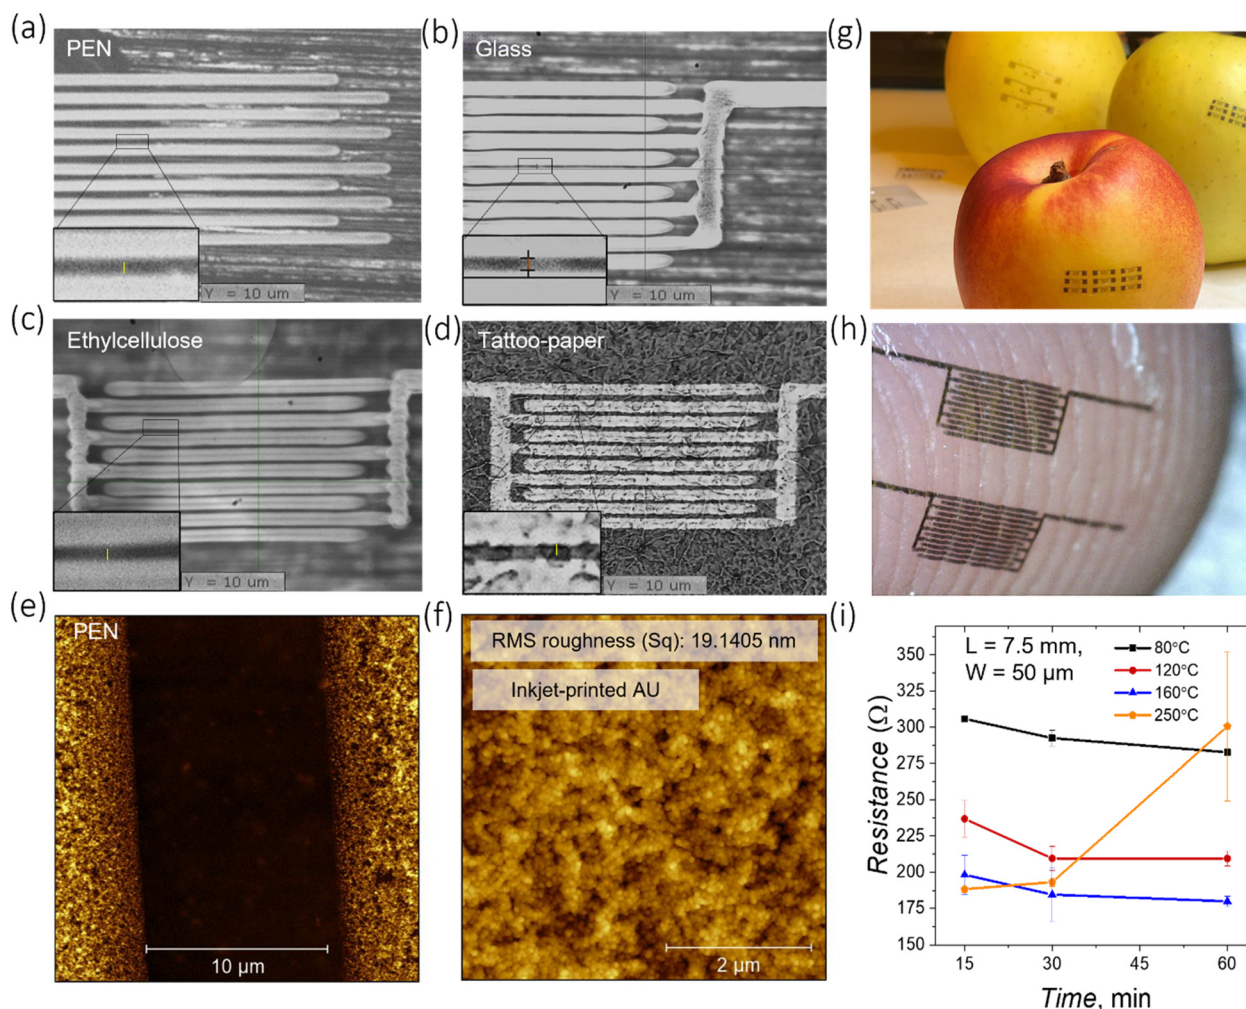 (a)
PEN
Y = 10 um
(b)
Glass
Y = 10 um
(g)
(c)
Ethylcellulose
Y = 10 um
(d)
Tattoo-paper
Y = 10 um
(h)
(e)
PEN
10 µm
(f)
RMS roughness (Sq): 19.1405 nm
Inkjet-printed AU
2 µm
(i)
L = 7.5 mm,
W = 50 µm
80°C
120°C
160°C
250°C
Resistance (Ω)
350
325
300
275
250
225
200
175
150
15
30
45
60
Time, min